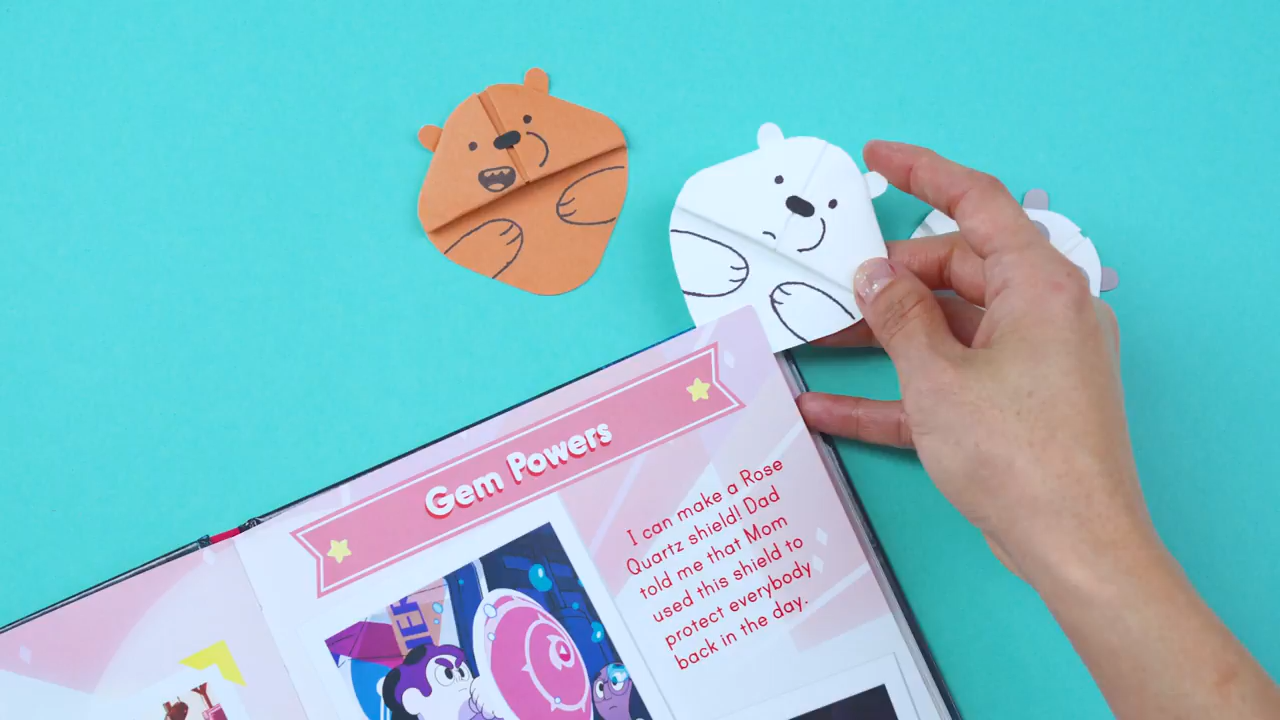 Gem Powers
I can make a Rose
Quartz shield! Dad
told me that Mom
used this shield to
protect everybody
back in the day.